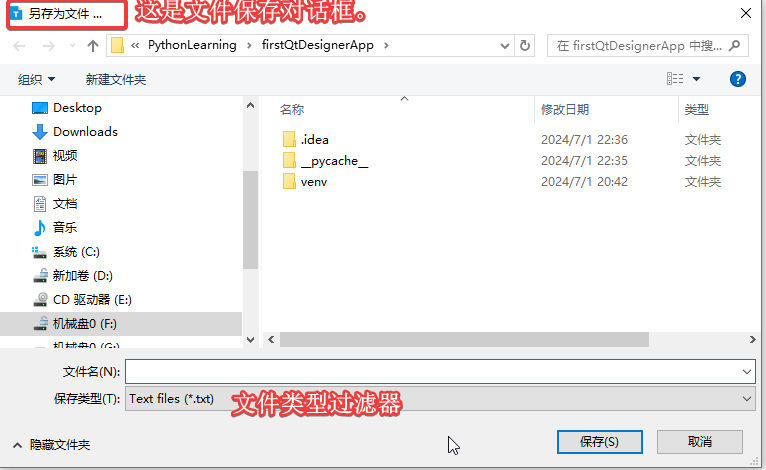 另存为文件 ... 这是文件保存对话框。
« PythonLearning › firstQtDesignerApp › 在 firstQtDesignerApp 中搜...
组织 新建文件夹
Desktop
Downloads
视频
图片
文档
音乐
系统 (C:)
新加卷 (D:)
CD 驱动器 (E:)
机械盘0 (F:)
机械盘0 (G:)
名称 修改日期 类型
.idea 2024/7/1 22:36 文件夹
__pycache__ 2024/7/1 22:35 文件夹
venv 2024/7/1 20:42 文件夹
文件名(N):
保存类型(T): Text files (*.txt) 文件类型过滤器
隐藏文件夹 保存(S) 取消